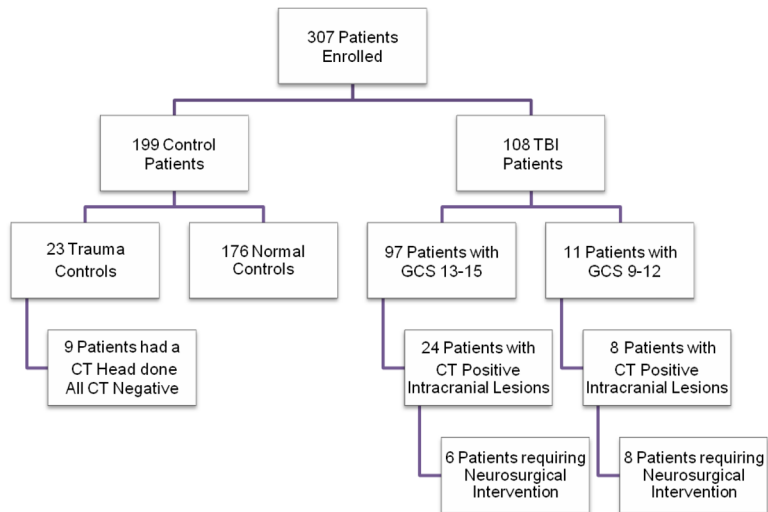 307 Patients
Enrolled
199 Control
Patients
108 TBI
Patients
23 Trauma
Controls
176 Normal
Controls
97 Patients with
GCS 13-15
11 Patients with
GCS 9-12
9 Patients had a
CT Head done
All CT Negative
24 Patients with
CT Positive
Intracranial Lesions
8 Patients with
CT Positive
Intracranial Lesions
6 Patients requiring
Neurosurgical
Intervention
8 Patients requiring
Neurosurgical
Intervention